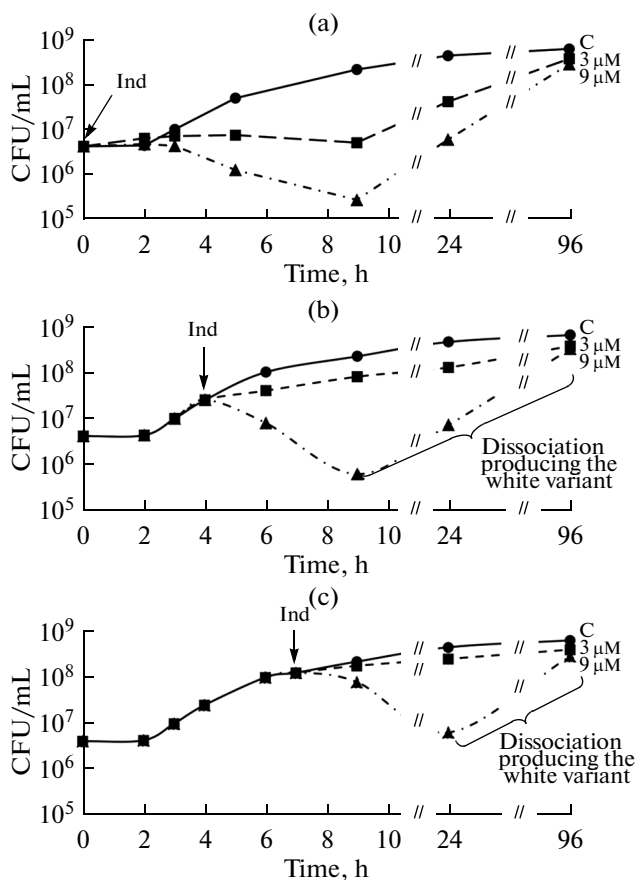 (a)
CFU/mL
10⁹
10⁸
10⁷
10⁶
10⁵
Ind
C
3 μM
9 μM
//
//
//
//
//
//
//
//
0 2 4 6 8 10 24 96
Time, h
(b)
CFU/mL
10⁹
10⁸
10⁷
10⁶
10⁵
Ind
C
3 μM
9 μM
Dissociation
producing the
white variant
//
//
//
//
//
//
//
//
0 2 4 6 8 10 24 96
Time, h
(c)
CFU/mL
10⁹
10⁸
10⁷
10⁶
10⁵
Ind
C
3 μM
9 μM
Dissociation
producing the
white variant
//
//
//
//
//
//
//
//
0 2 4 6 8 10 24 96
Time, h